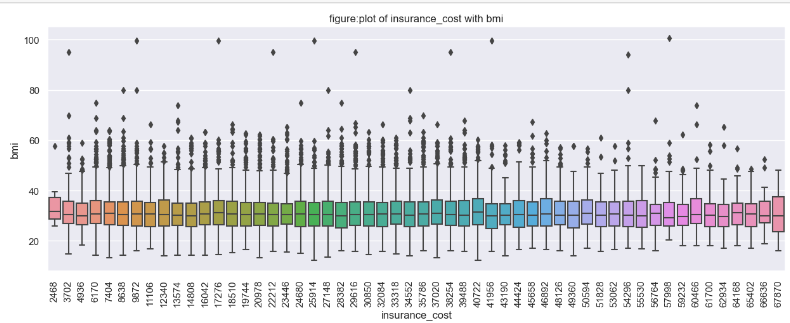 figure:plot of insurance_cost with bmi
100
80
60
40
20
bmi
2468 3702 4936 6170 7404 8638 9872 11106 12340 13574 14808 16042 17276 18510 19744 20978 22212 23446 24680 25914 27148 28382 29616 30850 32084 33318 34552 35786 37020 38254 39488 40722 41956 43190 44424 45658 46892 48126 49360 50594 51828 53062 54296 55530 56764 57998 59232 60466 61700 62934 64168 65402 66636 67870
insurance_cost